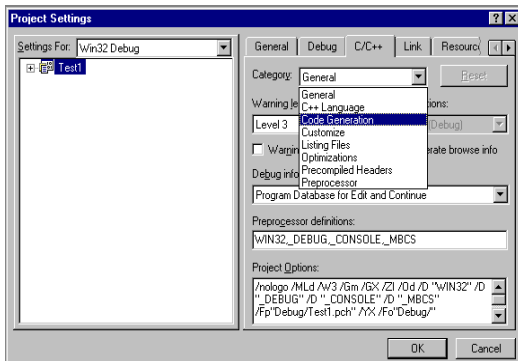 Project Settings
Settings For: Win32 Debug
Test1
General Debug C/C++ Link
Category: General Reset
General
C++ Language
Code Generation
Customize
Listing Files
Optimizations
Precompiled Headers
Preprocessor
Warning
Level 3 Debug)
browse info
Program Database for Edit and Continue
Preprocessor definitions:
WIN32,_DEBUG,_CONSOLE,_MBCS
Project Options:
/nologo /MLd /W3 /Gm /GX /ZI /Od /D "WIN32" /D
"_DEBUG" /D "_CONSOLE" /D "_MBCS"
/Fp"Debug/Test1.pch" /YX /Fo"Debug/"
OK Cancel